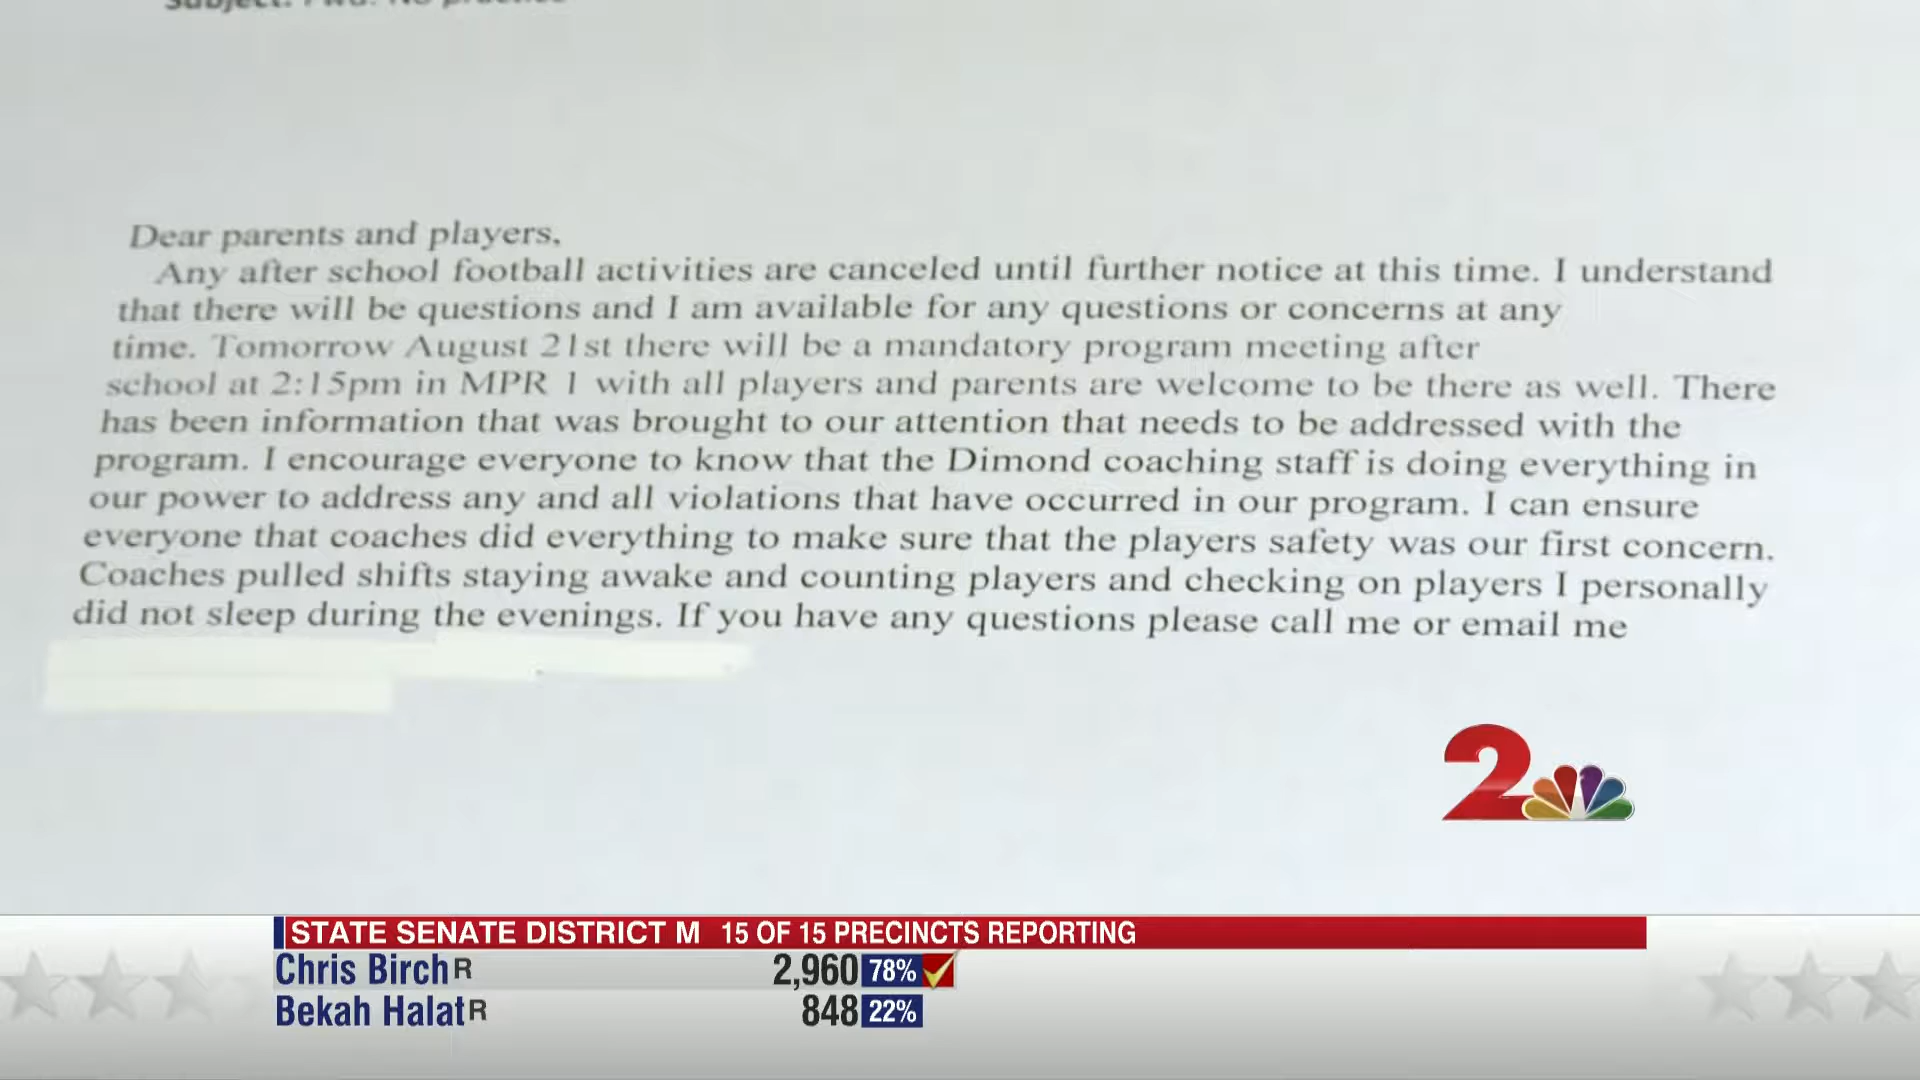 Subject: Fwd: No practice
Dear parents and players,
Any after school football activities are canceled until further notice at this time. I understand
that there will be questions and I am available for any questions or concerns at any
time. Tomorrow August 21st there will be a mandatory program meeting after
school at 2:15pm in MPR 1 with all players and parents are welcome to be there as well. There
has been information that was brought to our attention that needs to be addressed with the
program. I encourage everyone to know that the Dimond coaching staff is doing everything in
our power to address any and all violations that have occurred in our program. I can ensure
everyone that coaches did everything to make sure that the players safety was our first concern.
Coaches pulled shifts staying awake and counting players and checking on players I personally
did not sleep during the evenings. If you have any questions please call me or email me
2
STATE SENATE DISTRICT M 15 OF 15 PRECINCTS REPORTING
Chris Birch R 2,960 78%
Bekah Halat R 848 22%